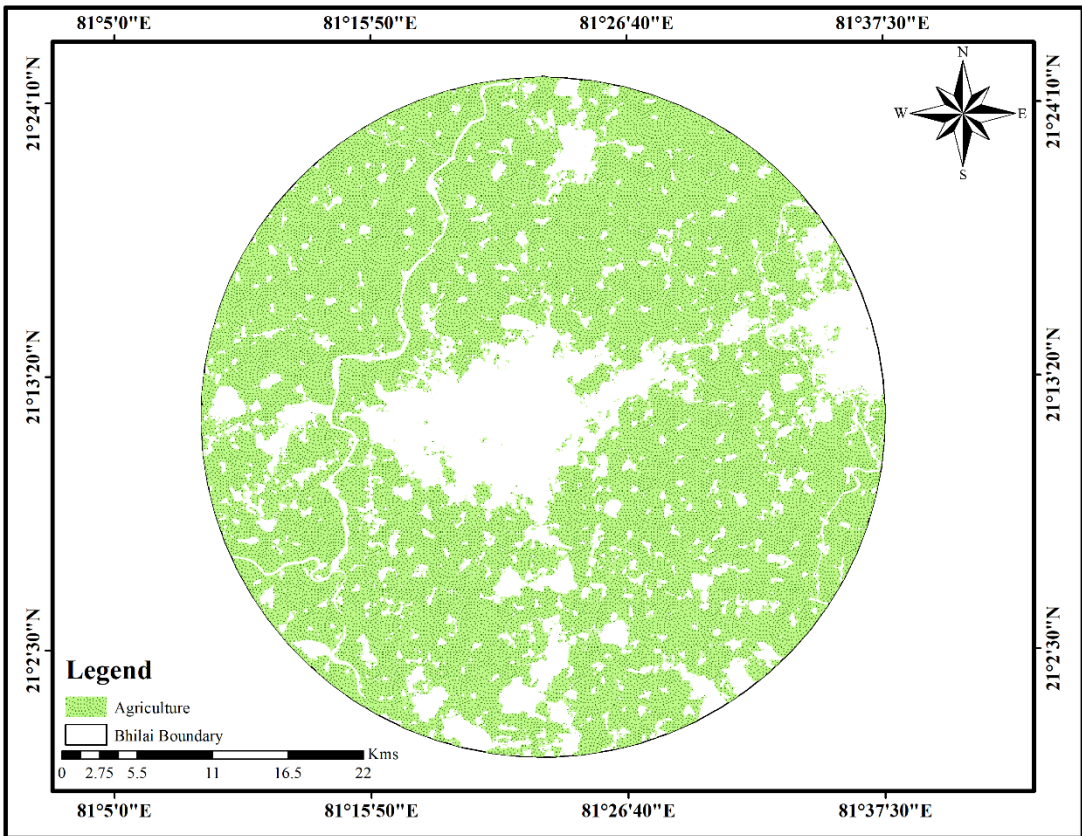 81°5'0"E 81°15'50"E 81°26'40"E 81°37'30"E
N
W E
S
21°24'10"N 21°24'10"N
21°13'20"N 21°13'20"N
21°2'30"N 21°2'30"N
Legend
Agriculture
Bhilai Boundary
Kms
0 2.75 5.5 11 16.5 22
81°5'0"E 81°15'50"E 81°26'40"E 81°37'30"E